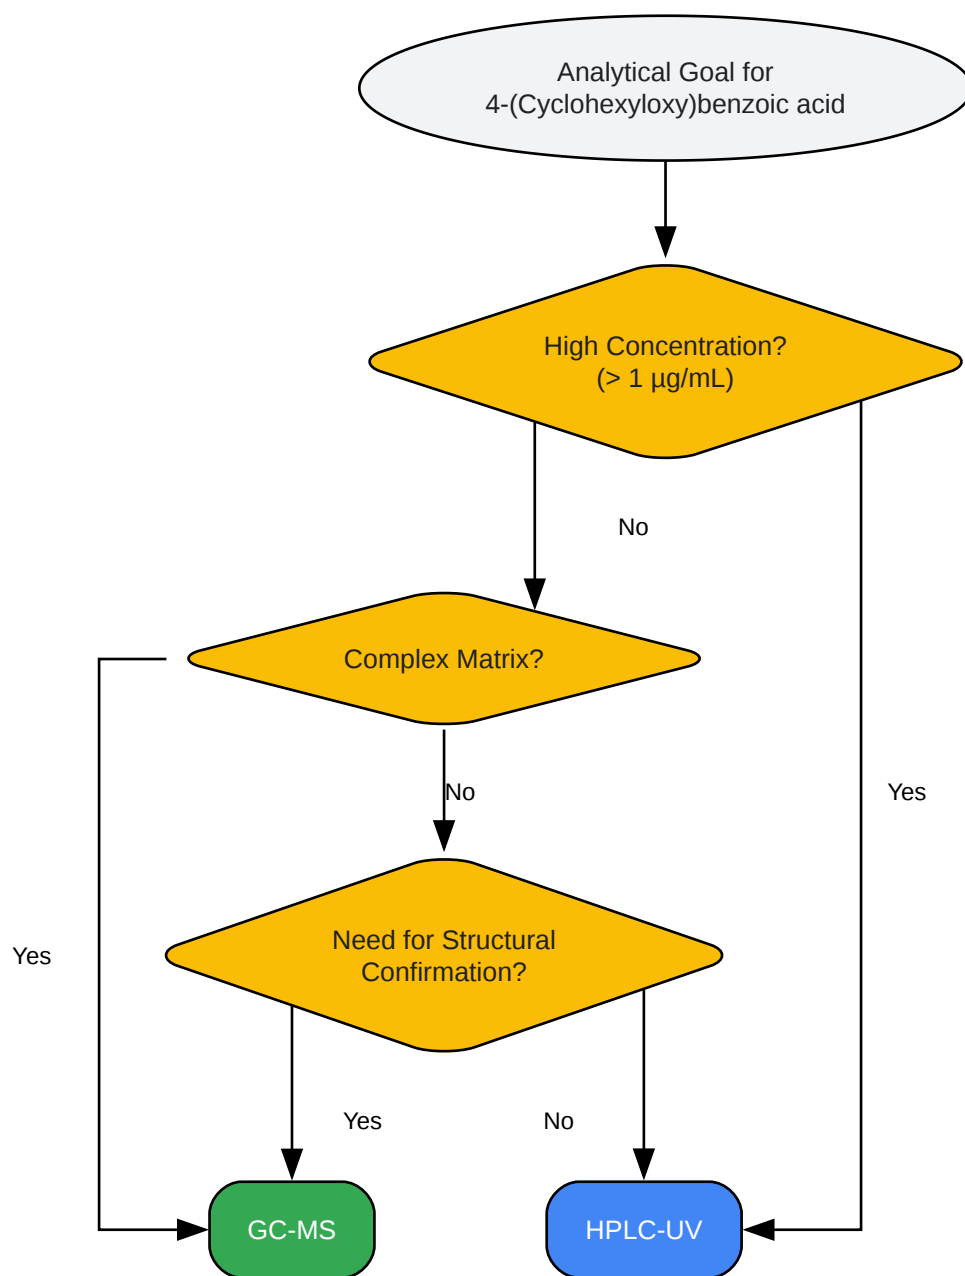 Analytical Goal for
4-(Cyclohexyloxy)benzoic acid
High Concentration?
(> 1 µg/mL)
No
Complex Matrix?
No
Yes
Need for Structural
Confirmation?
Yes
Yes
No
GC-MS
HPLC-UV